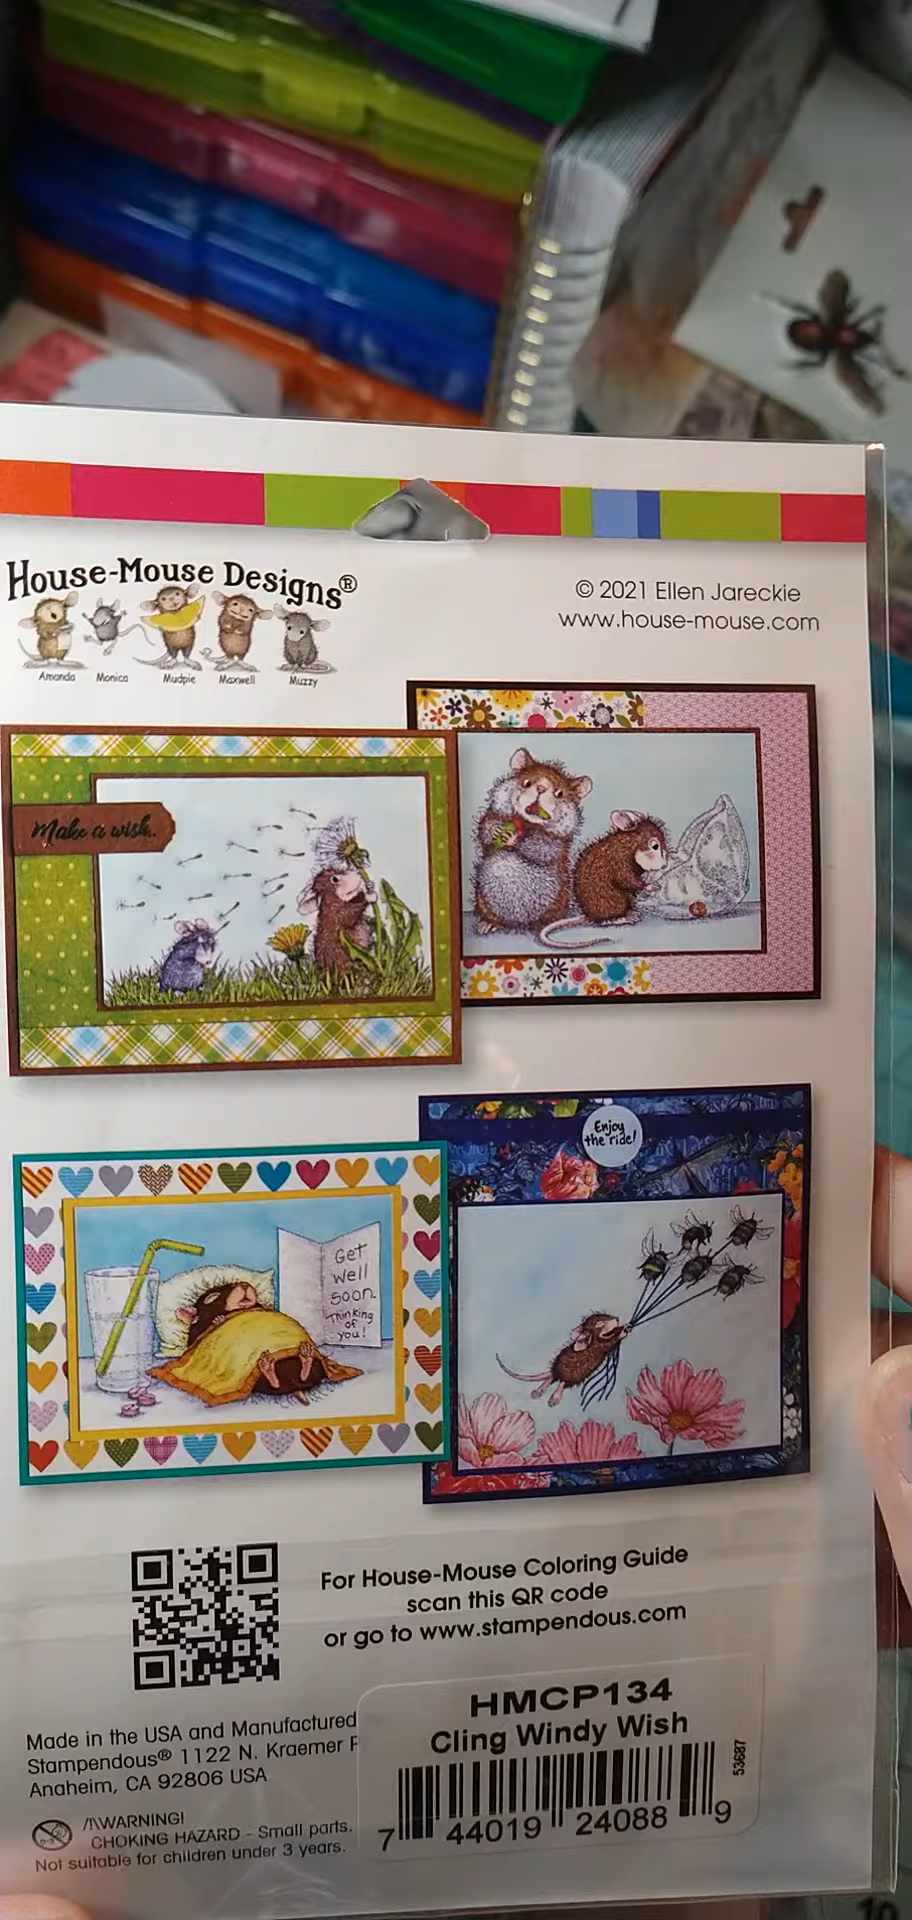 House-Mouse Designs®
Amanda Monica Mudpie Maxwell Muzzy
© 2021 Ellen Jareckie
www.house-mouse.com
Make a wish.
Enjoy
the ride!
Get
well
soon.
Thinking
of
you!
For House-Mouse Coloring Guide
scan this QR code
or go to www.stampendous.com
HMCP134
Cling Windy Wish
53687
7 44019 24088 9
Made in the USA and Manufactured
Stampendous® 1122 N. Kraemer P
Anaheim, CA 92806 USA
⚠WARNING!
CHOKING HAZARD - Small parts.
Not suitable for children under 3 years.
10